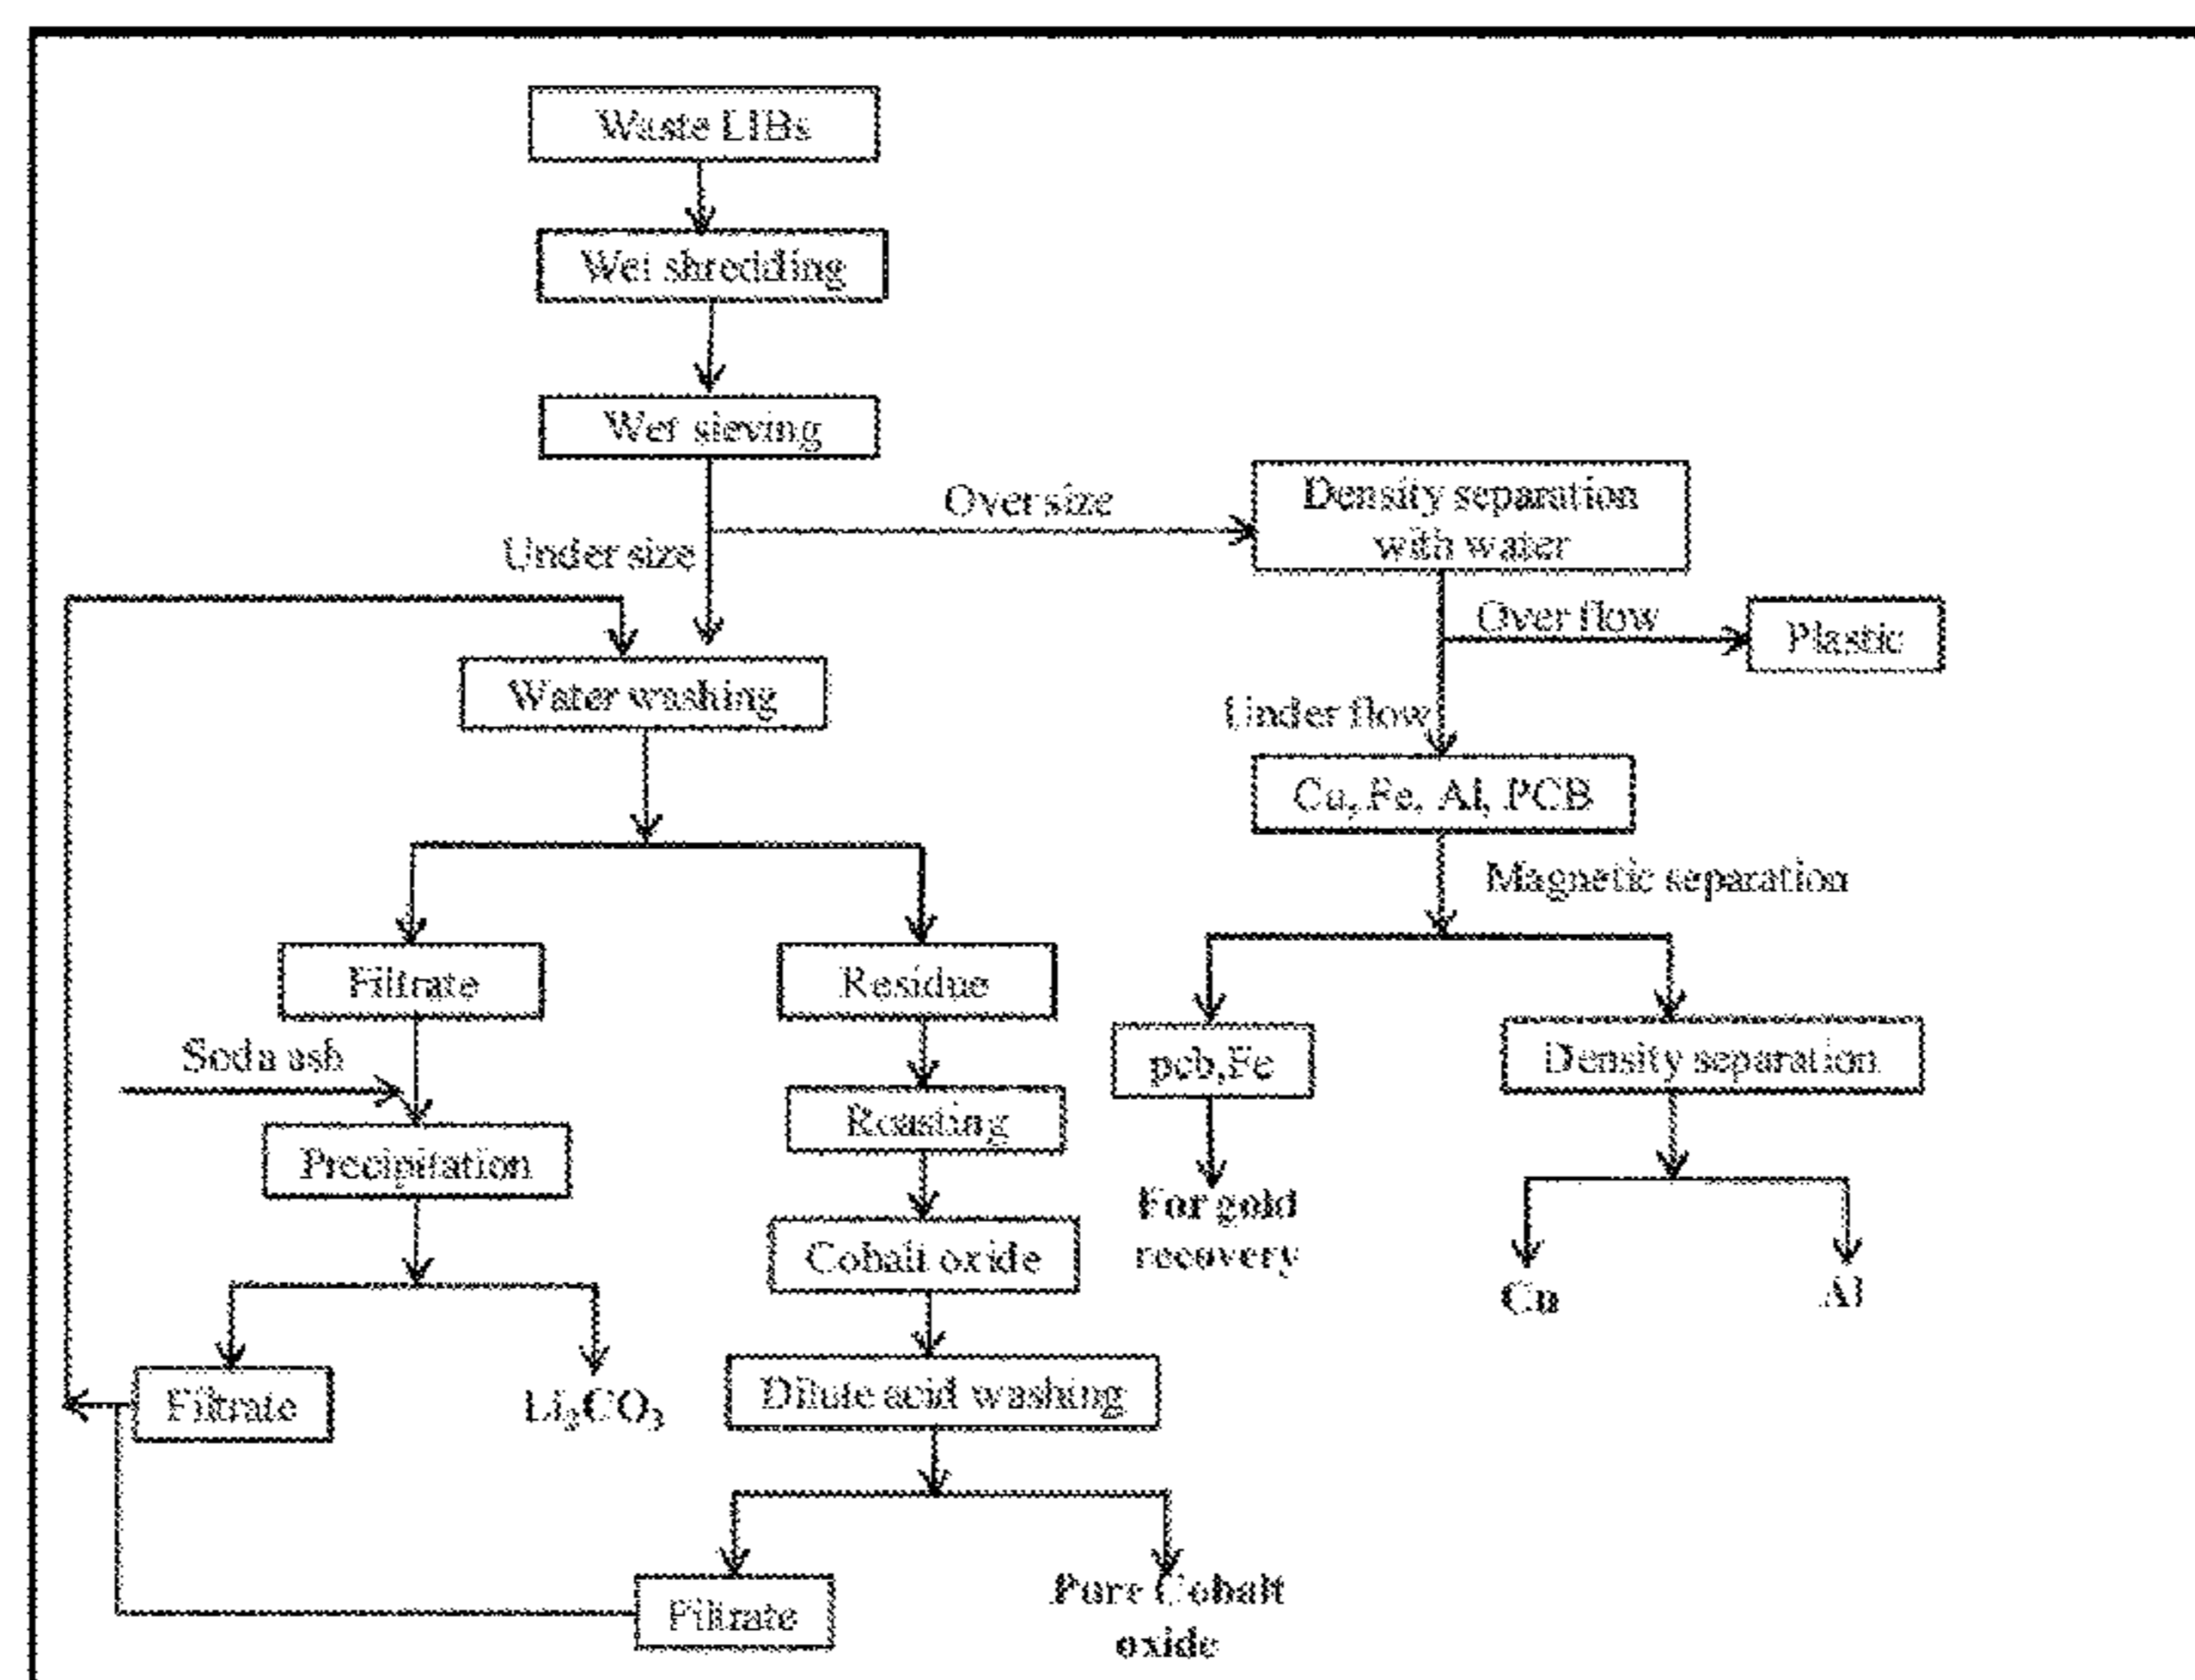 Waste LIBs
Wet shredding
Wet sieving
Over size
Density separation
with water
Under size
Over flow
Plastic
Water washing
Under flow
Cu, Fe, Al, PCB
Magnetic separation
Filtrate
Residue
pcb,Fe
Density separation
Soda ash
Roasting
Precipitation
For gold
recovery
Cobalt oxide
Cu
Al
Filtrate
Li₂CO₃
Dilute acid washing
Filtrate
Pure Cobalt
oxide